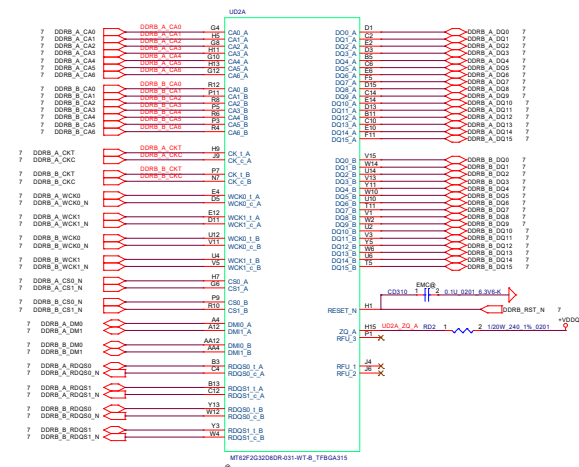 UD2A
7 DDRB_A_CA0 DDRB_A_CA0 G4 CA0_A DQ0_A D1 DDRB_A_DQ0 7
7 DDRB_A_CA1 DDRB_A_CA1 H5 CA1_A DQ1_A C2 DDRB_A_DQ1 7
7 DDRB_A_CA2 DDRB_A_CA2 G8 CA2_A DQ2_A E2 DDRB_A_DQ2 7
7 DDRB_A_CA3 DDRB_A_CA3 H11 CA3_A DQ3_A D3 DDRB_A_DQ3 7
7 DDRB_A_CA4 DDRB_A_CA4 G10 CA4_A DQ4_A B5 DDRB_A_DQ4 7
7 DDRB_A_CA5 DDRB_A_CA5 H13 CA5_A DQ5_A C6 DDRB_A_DQ5 7
7 DDRB_A_CA6 DDRB_A_CA6 G12 CA6_A DQ6_A E6 DDRB_A_DQ6 7
DQ7_A F5 DDRB_A_DQ7 7
7 DDRB_B_CA0 DDRB_B_CA0 R12 CA0_B DQ8_A D15 DDRB_A_DQ8 7
7 DDRB_B_CA1 DDRB_B_CA1 P11 CA1_B DQ9_A C14 DDRB_A_DQ9 7
7 DDRB_B_CA2 DDRB_B_CA2 R8 CA2_B DQ10_A E14 DDRB_A_DQ10 7
7 DDRB_B_CA3 DDRB_B_CA3 P5 CA3_B DQ11_A D13 DDRB_A_DQ11 7
7 DDRB_B_CA4 DDRB_B_CA4 R6 CA4_B DQ12_A B11 DDRB_A_DQ12 7
7 DDRB_B_CA5 DDRB_B_CA5 P3 CA5_B DQ13_A C10 DDRB_A_DQ13 7
7 DDRB_B_CA6 DDRB_B_CA6 R4 CA6_B DQ14_A E10 DDRB_A_DQ14 7
DQ15_A F11 DDRB_A_DQ15 7
7 DDRB_A_CKT DDRB_A_CKT H9 CK_t_A
7 DDRB_A_CKC DDRB_A_CKC J9 CK_c_A DQ0_B V15 DDRB_B_DQ0 7
DQ1_B W14 DDRB_B_DQ1 7
7 DDRB_B_CKT DDRB_B_CKT P7 CK_t_B DQ2_B U14 DDRB_B_DQ2 7
7 DDRB_B_CKC DDRB_B_CKC N7 CK_c_B DQ3_B V13 DDRB_B_DQ3 7
DQ4_B Y11 DDRB_B_DQ4 7
7 DDRB_A_WCK0 E4 WCK0_t_A DQ5_B W10 DDRB_B_DQ5 7
7 DDRB_A_WCK0_N D5 WCK0_c_A DQ6_B U10 DDRB_B_DQ6 7
DQ7_B T11 DDRB_B_DQ7 7
7 DDRB_A_WCK1 E12 WCK1_t_A DQ8_B V1 DDRB_B_DQ8 7
7 DDRB_A_WCK1_N D11 WCK1_c_A DQ9_B W2 DDRB_B_DQ9 7
DQ10_B U2 DDRB_B_DQ10 7
7 DDRB_B_WCK0 U12 WCK0_t_B DQ11_B V3 DDRB_B_DQ11 7
7 DDRB_B_WCK0_N V11 WCK0_c_B DQ12_B Y5 DDRB_B_DQ12 7
DQ13_B W6 DDRB_B_DQ13 7
7 DDRB_B_WCK1 U4 WCK1_t_B DQ14_B U6 DDRB_B_DQ14 7
7 DDRB_B_WCK1_N V5 WCK1_c_B DQ15_B T5 DDRB_B_DQ15 7
7 DDRB_A_CS0_N H7 CS0_A
7 DDRB_A_CS1_N G6 CS1_A
EMC@
CD310 1 2 0.1U_0201_6.3V6-K
7 DDRB_B_CS0_N P9 CS0_B
7 DDRB_B_CS1_N R10 CS1_B RESET_N H1 DDRB_RST_N 7
+VDDQ
7 DDRB_A_DM0 A4 DMI0_A
7 DDRB_A_DM1 A12 DMI1_A ZQ_A H15 UD2A_ZQ_A RD2 1 2 1/20W_240_1%_0201
RFU_3 P1
7 DDRB_B_DM0 AA12 DMI0_B
7 DDRB_B_DM1 AA4 DMI1_B
7 DDRB_A_RDQS0 B3 RDQS0_t_A RFU_1 J4
7 DDRB_A_RDQS0_N C4 RDQS0_c_A RFU_2 J6
7 DDRB_A_RDQS1 B13 RDQS1_t_A
7 DDRB_A_RDQS1_N C12 RDQS1_c_A
7 DDRB_B_RDQS0 Y13 RDQS0_t_B
7 DDRB_B_RDQS0_N W12 RDQS0_c_B
7 DDRB_B_RDQS1 Y3 RDQS1_t_B
7 DDRB_B_RDQS1_N W4 RDQS1_c_B
MT62F2G32D8DR-031-WT-B_TFBGA315
@